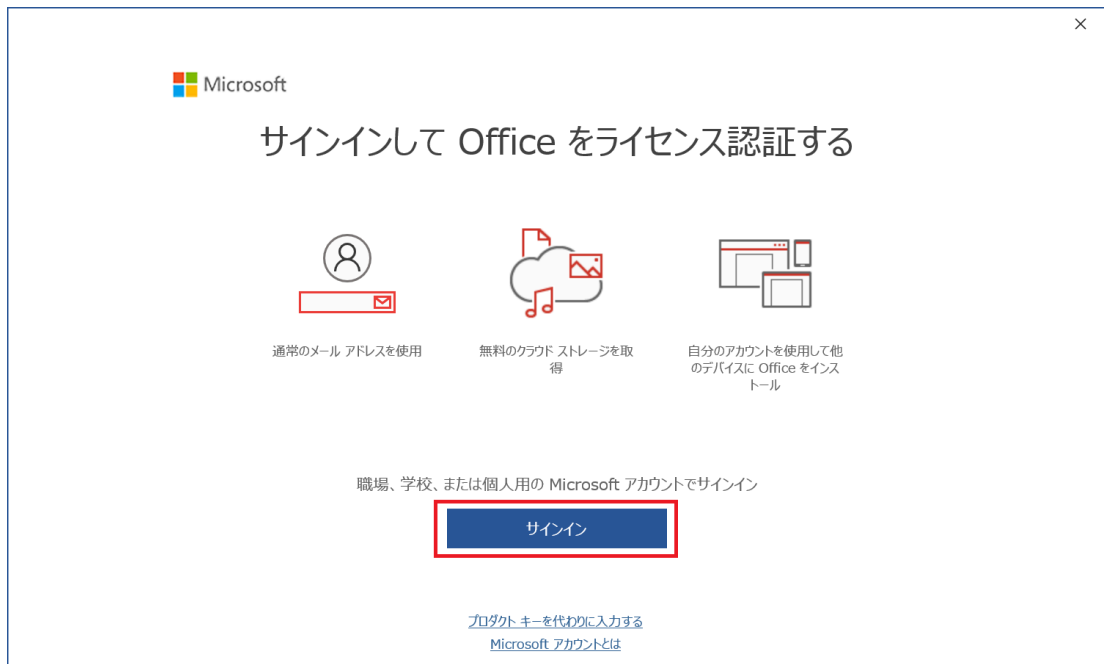 Microsoft
サインインして Office をライセンス認証する
通常のメール アドレスを使用
無料のクラウド ストレージを取
得
自分のアカウントを使用して他
のデバイスに Office をインス
トール
職場、学校、または個人用の Microsoft アカウントでサインイン
サインイン
プロダクト キーを代わりに入力する
Microsoft アカウントとは